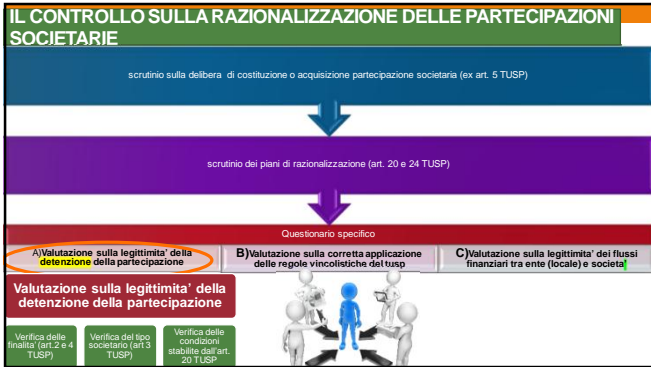 IL CONTROLLO SULLA RAZIONALIZZAZIONE DELLE PARTECIPAZIONI
SOCIETARIE
scrutinio sulla delibera di costituzione o acquisizione partecipazione societaria (ex art. 5 TUSP)
scrutinio dei piani di razionalizzazione (art. 20 e 24 TUSP)
Questionario specifico
A)Valutazione sulla legittimita' della
detenzione della partecipazione
B)Valutazione sulla corretta applicazione
delle regole vincolistiche del tusp
C)Valutazione sulla legittimita' dei flussi
finanziari tra ente (locale) e societa'
Valutazione sulla legittimita' della
detenzione della partecipazione
Verifica delle
finalita' (art.2 e 4
TUSP)
Verifica del tipo
societario (art 3
TUSP)
Verifica delle
condizioni
stabilite dall'art.
20 TUSP